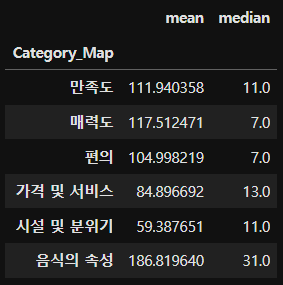 mean median
Category_Map
만족도 111.940358 11.0
매력도 117.512471 7.0
편의 104.998219 7.0
가격 및 서비스 84.896692 13.0
시설 및 분위기 59.387651 11.0
음식의 속성 186.819640 31.0